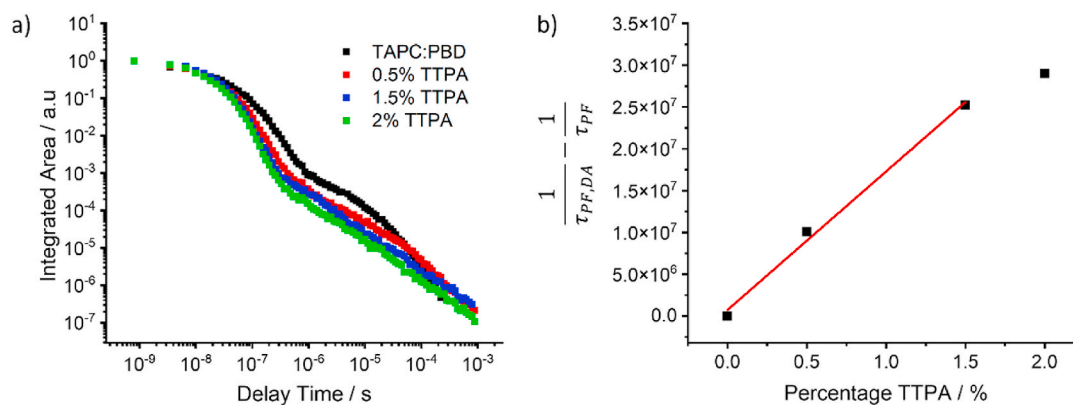 a)
Integrated Area / a.u
10^1
10^0
10^-1
10^-2
10^-3
10^-4
10^-5
10^-6
10^-7
TAPC:PBD
0.5% TTPA
1.5% TTPA
2% TTPA
10^-9 10^-8 10^-7 10^-6 10^-5 10^-4 10^-3
Delay Time / s
b)
1/τ_PF,DA − 1/τ_PF
3.5×10^7
3.0×10^7
2.5×10^7
2.0×10^7
1.5×10^7
1.0×10^7
5.0×10^6
0.0
0.0 0.5 1.0 1.5 2.0
Percentage TTPA / %